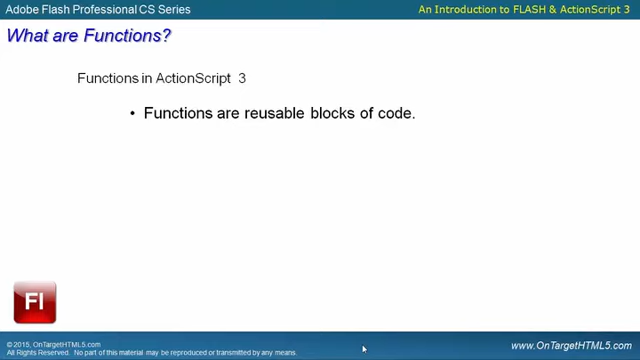 Adobe Flash Professional CS Series
An Introduction to FLASH & ActionScript 3
What are Functions?
Functions in ActionScript 3
• Functions are reusable blocks of code.
Fl
© 2015, OnTargetHTML5.com
All Rights Reserved. No part of this material may be reproduced or transmitted by any means.
www.OnTargetHTML5.com